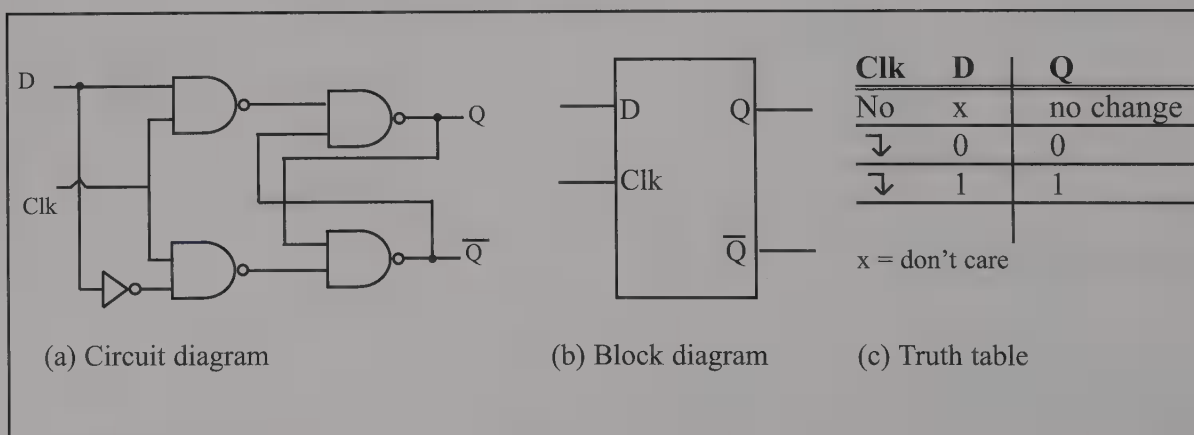 D
Clk
Q
Q̅
(a) Circuit diagram
D
Clk
Q
Q̅
(b) Block diagram
Clk D Q
No x no change
↴ 0 0
↴ 1 1
x = don't care
(c) Truth table